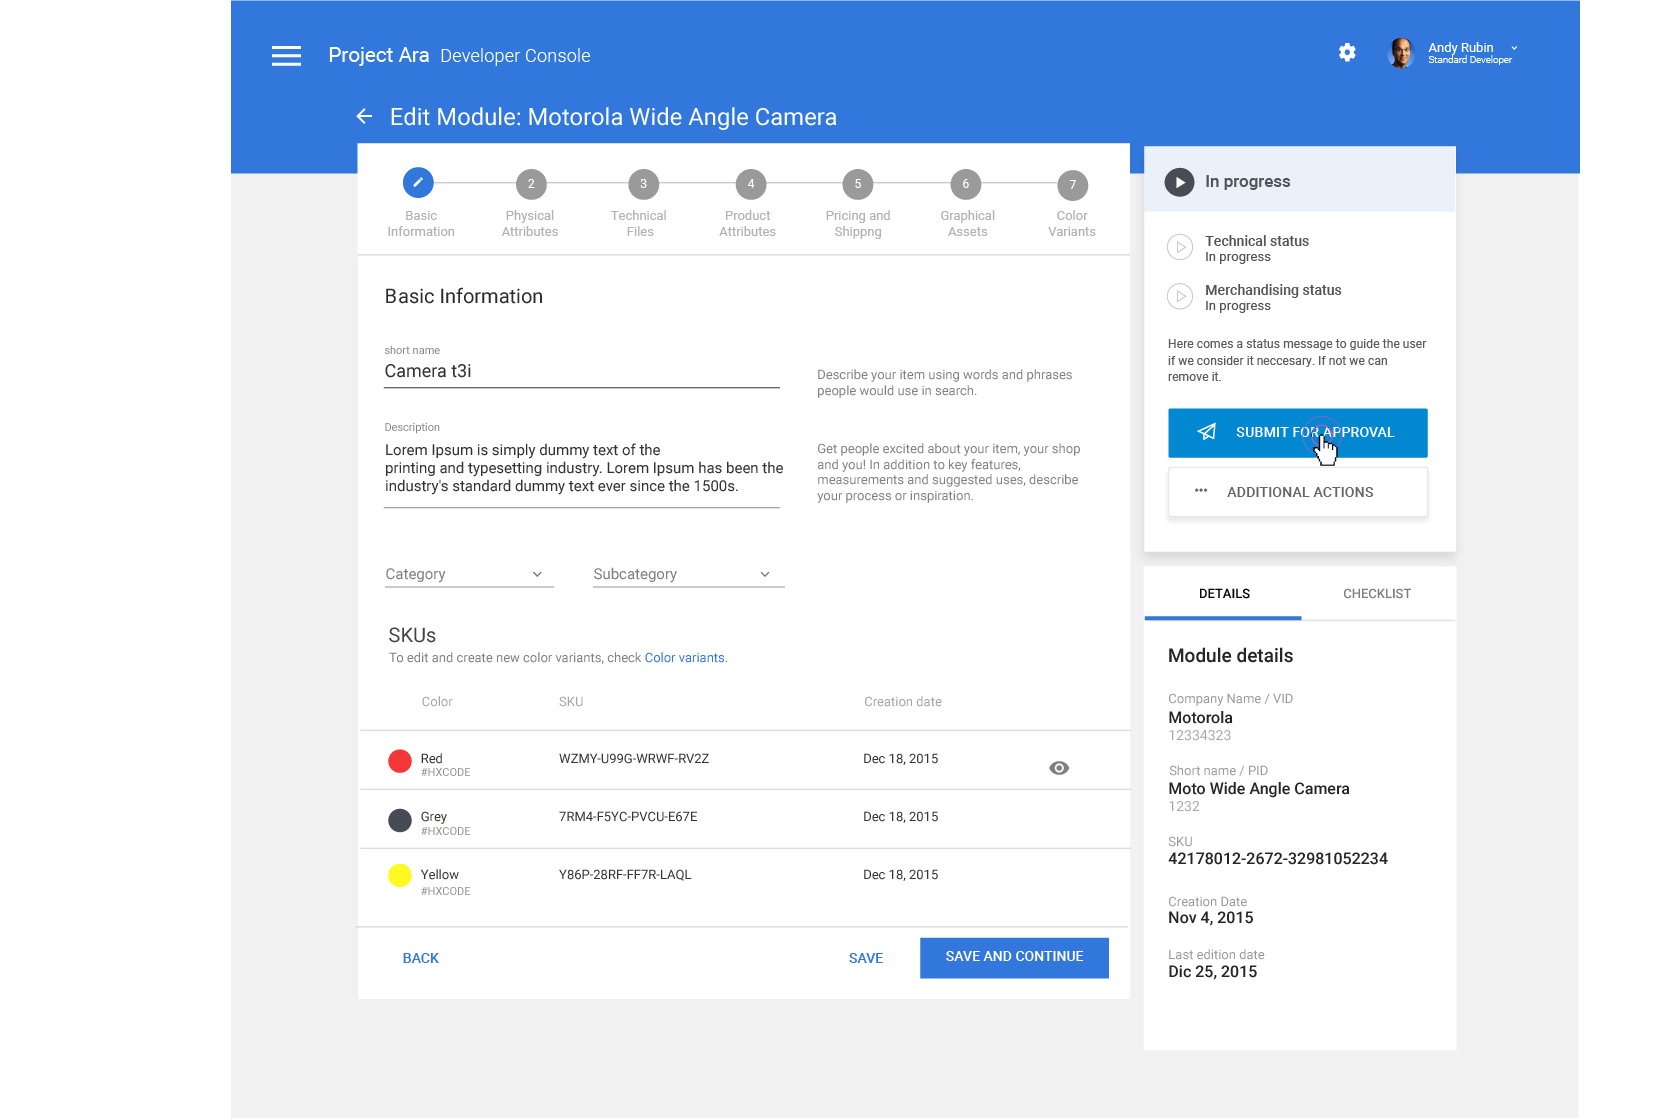 Project Ara Developer Console
Andy Rubin
Standard Developer
Edit Module: Motorola Wide Angle Camera
2
3
4
5
6
7
Basic
Information
Physical
Attributes
Technical
Files
Product
Attributes
Pricing and
Shippng
Graphical
Assets
Color
Variants
Basic Information
short name
Camera t3i
Describe your item using words and phrases
people would use in search.
Description
Lorem Ipsum is simply dummy text of the
printing and typesetting industry. Lorem Ipsum has been the
industry's standard dummy text ever since the 1500s.
Get people excited about your item, your shop
and you! In addition to key features,
measurements and suggested uses, describe
your process or inspiration.
Category
Subcategory
SKUs
To edit and create new color variants, check Color variants.
Color SKU Creation date
Red WZMY-U99G-WRWF-RV2Z Dec 18, 2015
#HXCODE
Grey 7RM4-F5YC-PVCU-E67E Dec 18, 2015
#HXCODE
Yellow Y86P-28RF-FF7R-LAQL Dec 18, 2015
#HXCODE
BACK
SAVE
SAVE AND CONTINUE
In progress
Technical status
In progress
Merchandising status
In progress
Here comes a status message to guide the user
if we consider it neccesary. If not we can
remove it.
SUBMIT FOR APPROVAL
ADDITIONAL ACTIONS
DETAILS
CHECKLIST
Module details
Company Name / VID
Motorola
12334323
Short name / PID
Moto Wide Angle Camera
1232
SKU
42178012-2672-32981052234
Creation Date
Nov 4, 2015
Last edition date
Dic 25, 2015